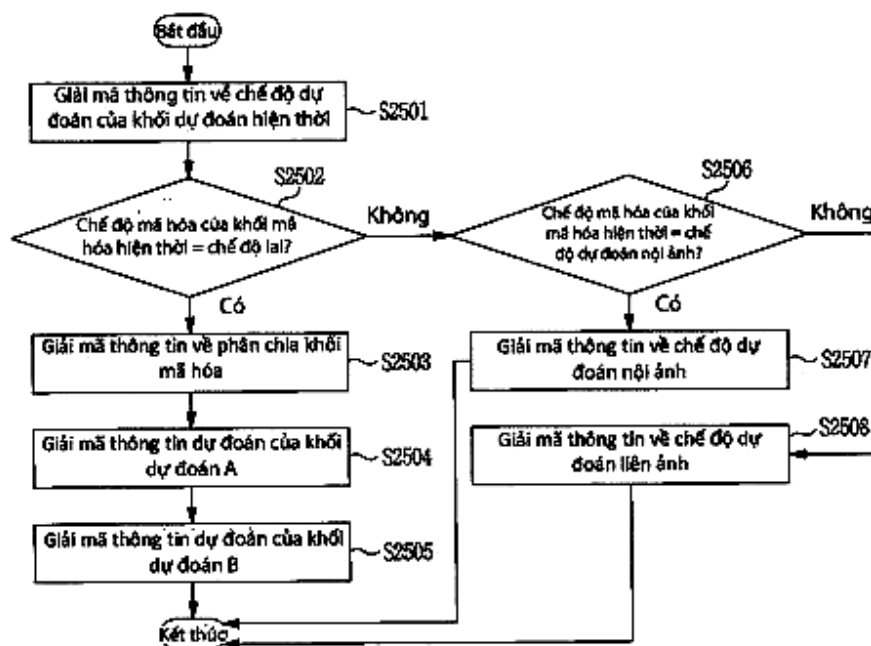 Bắt đầu
Giải mã thông tin về chế độ dự
đoán của khối dự đoán hiện thời
S2501
S2502
Chế độ mã hóa của khối mã
hóa hiện thời = chế độ lai?
Không
Có
S2506
Chế độ mã hóa của khối
mã hóa hiện thời = chế
độ dự đoán nội ảnh?
Không
Có
Giải mã thông tin về phân chia khối
mã hóa
S2503
Giải mã thông tin về chế độ dự
đoán nội ảnh
S2507
Giải mã thông tin dự đoán của khối
dự đoán A
S2504
Giải mã thông tin về chế độ dự
đoán liên ảnh
S2508
Giải mã thông tin dự đoán của khối
dự đoán B
S2505
Kết thúc